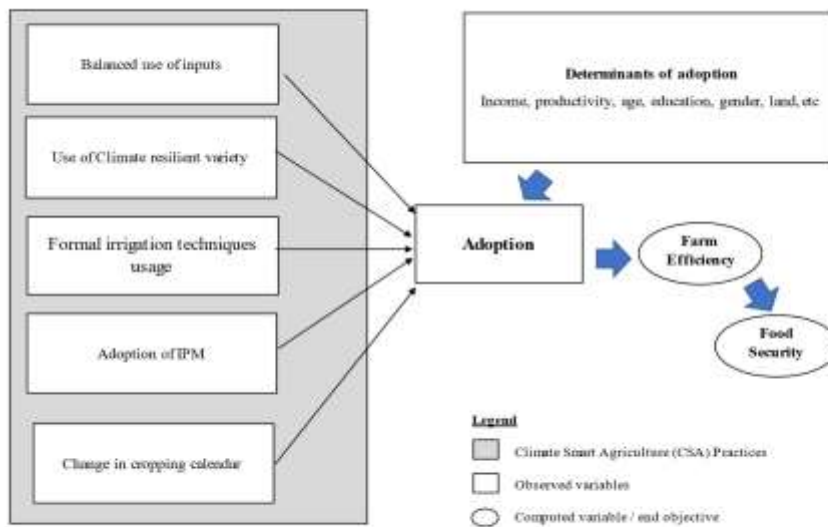 Balanced use of inputs
Use of Climate resilient variety
Formal irrigation techniques
usage
Adoption of IPM
Change in cropping calendar
Determinants of adoption
Income, productivity, age, education, gender, land, etc
Adoption
Farm
Efficiency
Food
Security
Legend
Climate Smart Agriculture (CSA) Practices
Observed variables
Computed variable / end objective